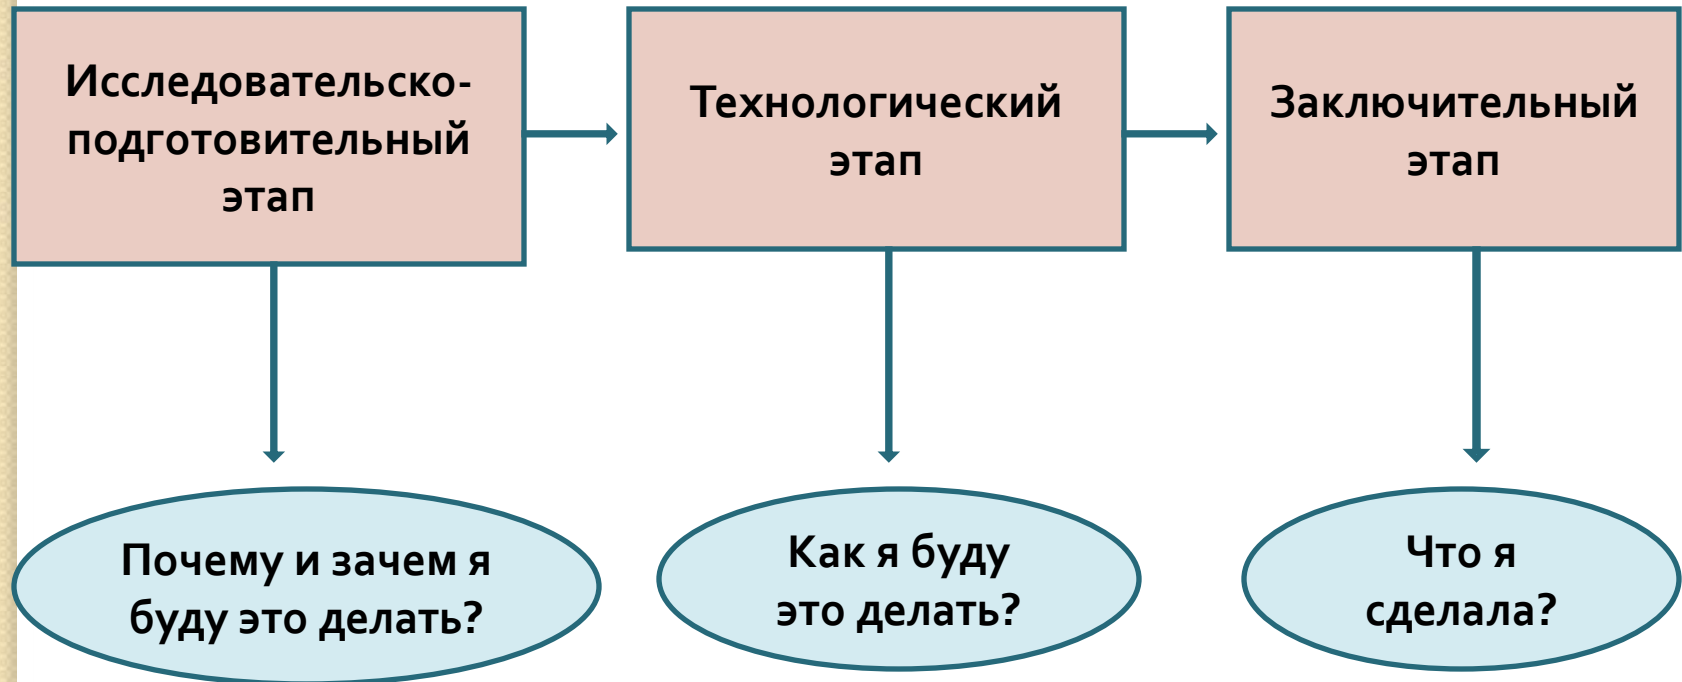 Исследовательско-
подготовительный
этап
Технологический
этап
Заключительный
этап
Почему и зачем я
буду это делать?
Как я буду
это делать?
Что я
сделала?